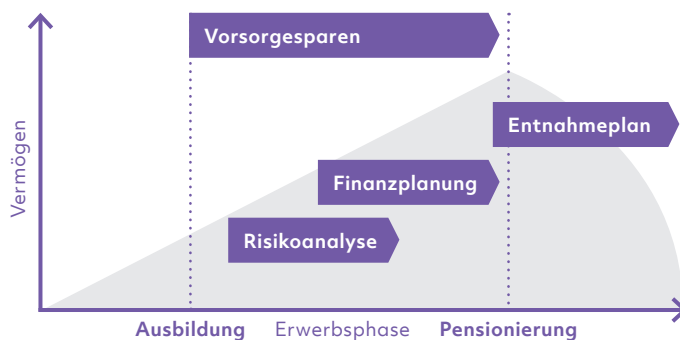 Vorsorgesparen
Entnahmeplan
Finanzplanung
Risikoanalyse
Vermögen
Ausbildung Erwerbsphase Pensionierung